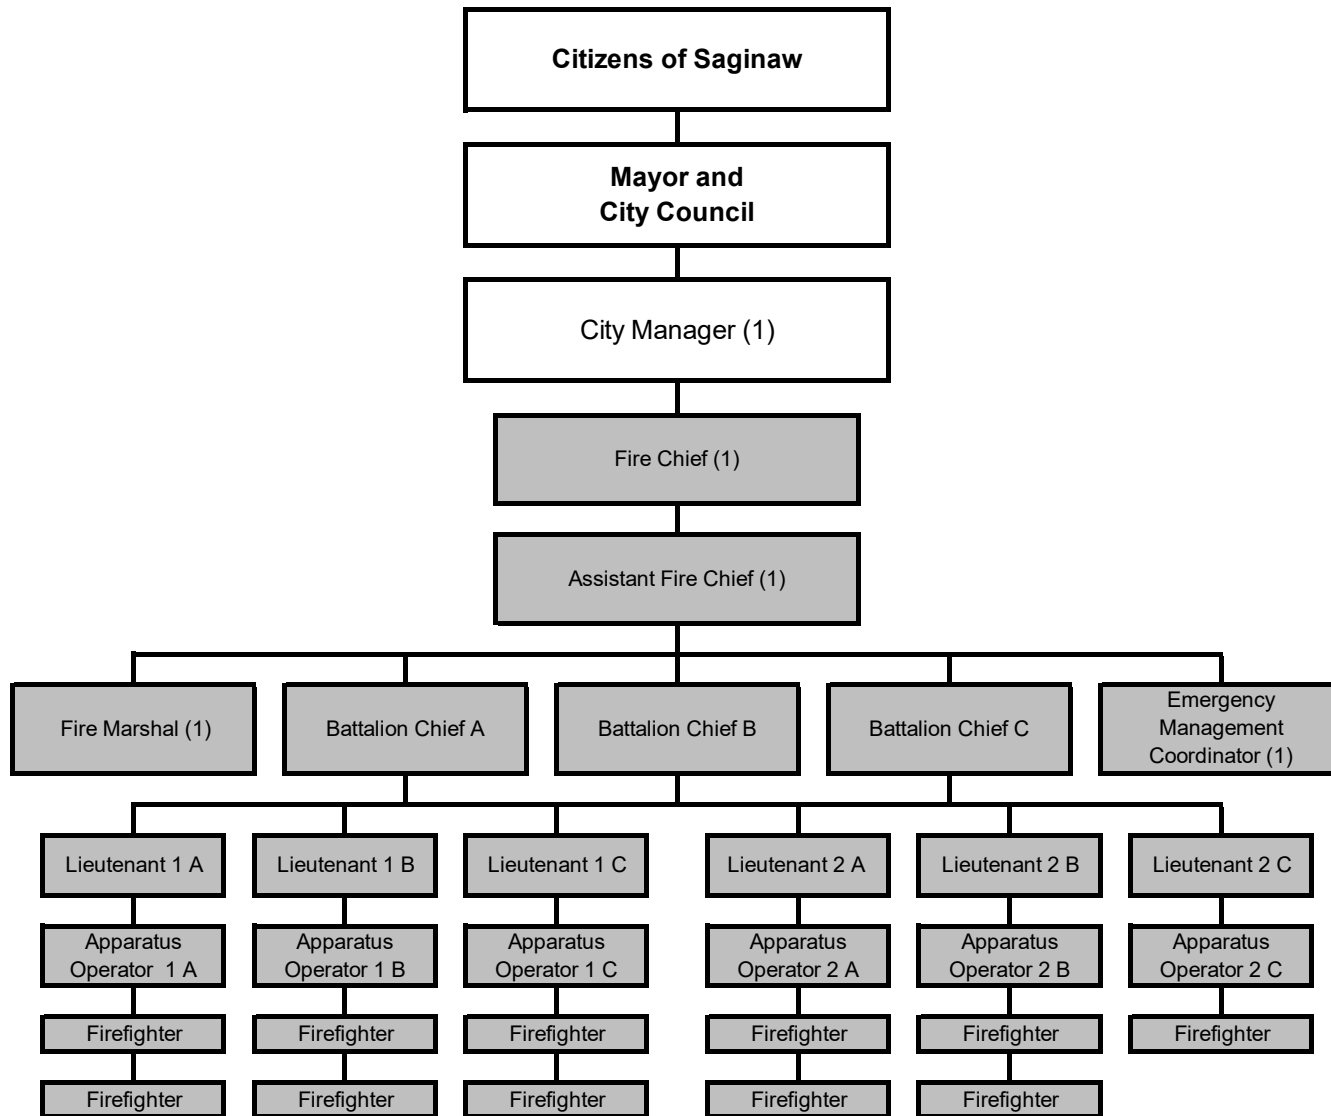 Citizens of Saginaw
Mayor and
City Council
City Manager (1)
Fire Chief (1)
Assistant Fire Chief (1)
Fire Marshal (1)
Battalion Chief A
Battalion Chief B
Battalion Chief C
Emergency
Management
Coordinator (1)
Lieutenant 1 A
Lieutenant 1 B
Lieutenant 1 C
Lieutenant 2 A
Lieutenant 2 B
Lieutenant 2 C
Apparatus
Operator  1 A
Apparatus
Operator 1 B
Apparatus
Operator 1 C
Apparatus
Operator 2 A
Apparatus
Operator 2 B
Apparatus
Operator 2 C
Firefighter
Firefighter
Firefighter
Firefighter
Firefighter
Firefighter
Firefighter
Firefighter
Firefighter
Firefighter
Firefighter